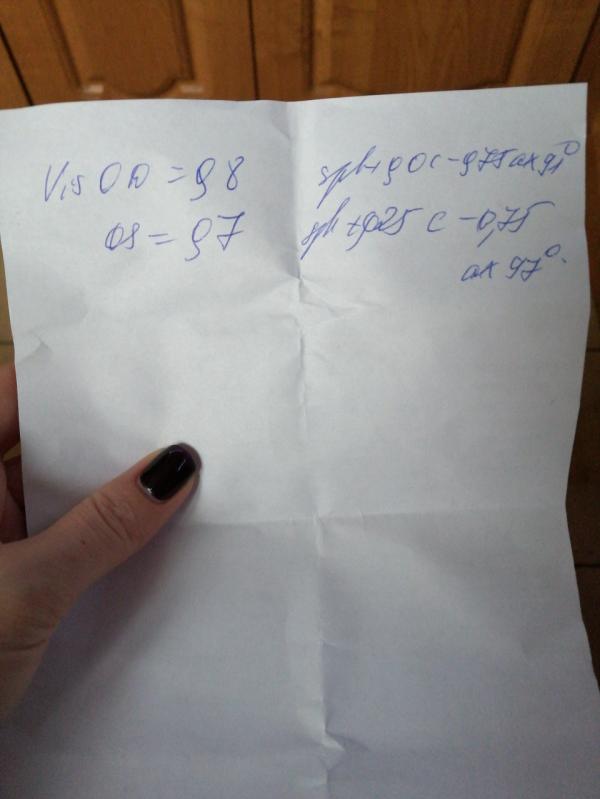 Vis OD = 0,8 sph+0,0 c -0,75 ax 91°
OS = 0,7 sph +0,25 c -0,75
ax 97°